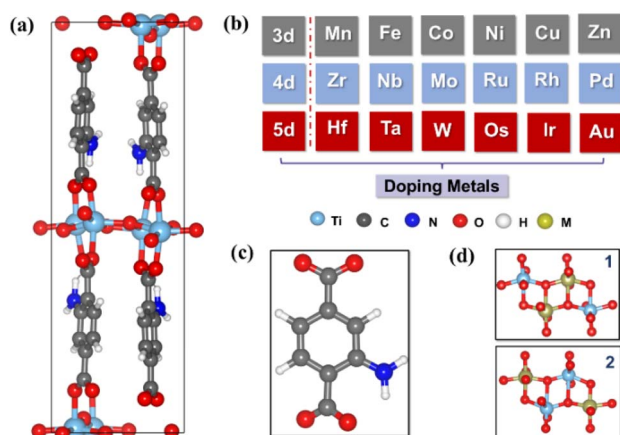 (a)
(b)
3d Mn Fe Co Ni Cu Zn
4d Zr Nb Mo Ru Rh Pd
5d Hf Ta W Os Ir Au
Doping Metals
Ti C N O H M
(c)
(d)
1
2